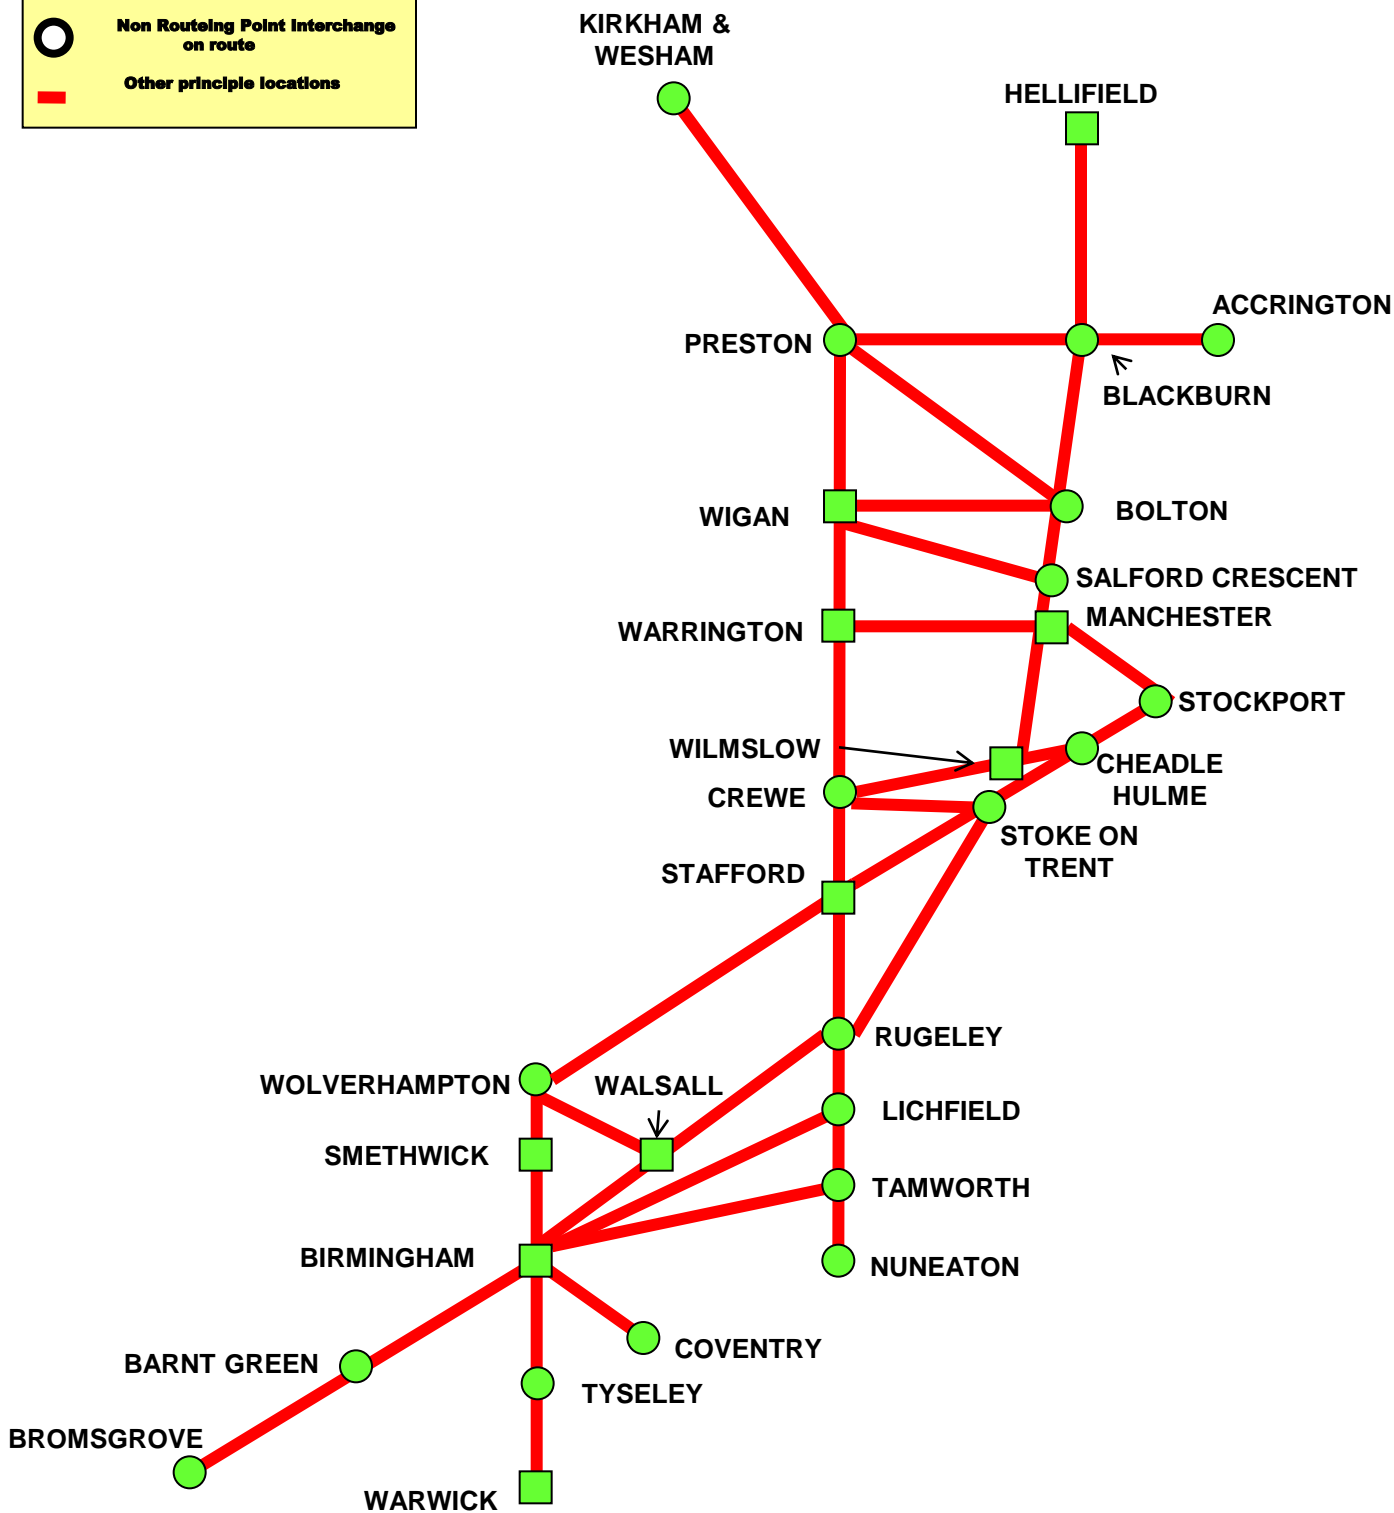 Non Routeing Point Interchange
on route
Other principle locations
KIRKHAM &
WESHAM
HELLIFIELD
ACCRINGTON
PRESTON
BLACKBURN
WIGAN
BOLTON
SALFORD CRESCENT
MANCHESTER
WARRINGTON
STOCKPORT
WILMSLOW
CHEADLE
HULME
CREWE
STOKE ON
TRENT
STAFFORD
RUGELEY
WOLVERHAMPTON
WALSALL
LICHFIELD
SMETHWICK
TAMWORTH
BIRMINGHAM
NUNEATON
COVENTRY
BARNT GREEN
TYSELEY
BROMSGROVE
WARWICK